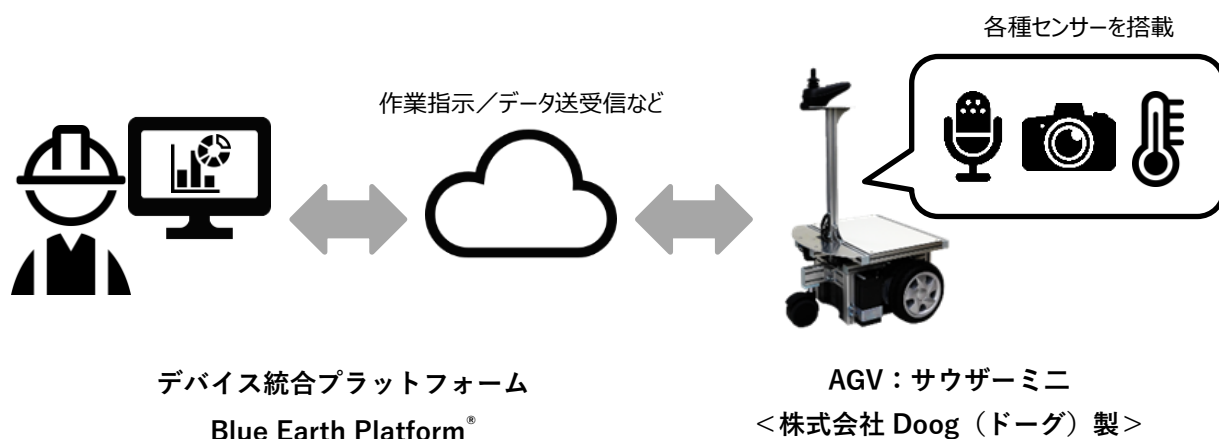 各種センサーを搭載
作業指示／データ送受信など
デバイス統合プラットフォーム
Blue Earth Platform®
AGV：サウザーミニ
＜株式会社 Doog（ドーグ）製＞